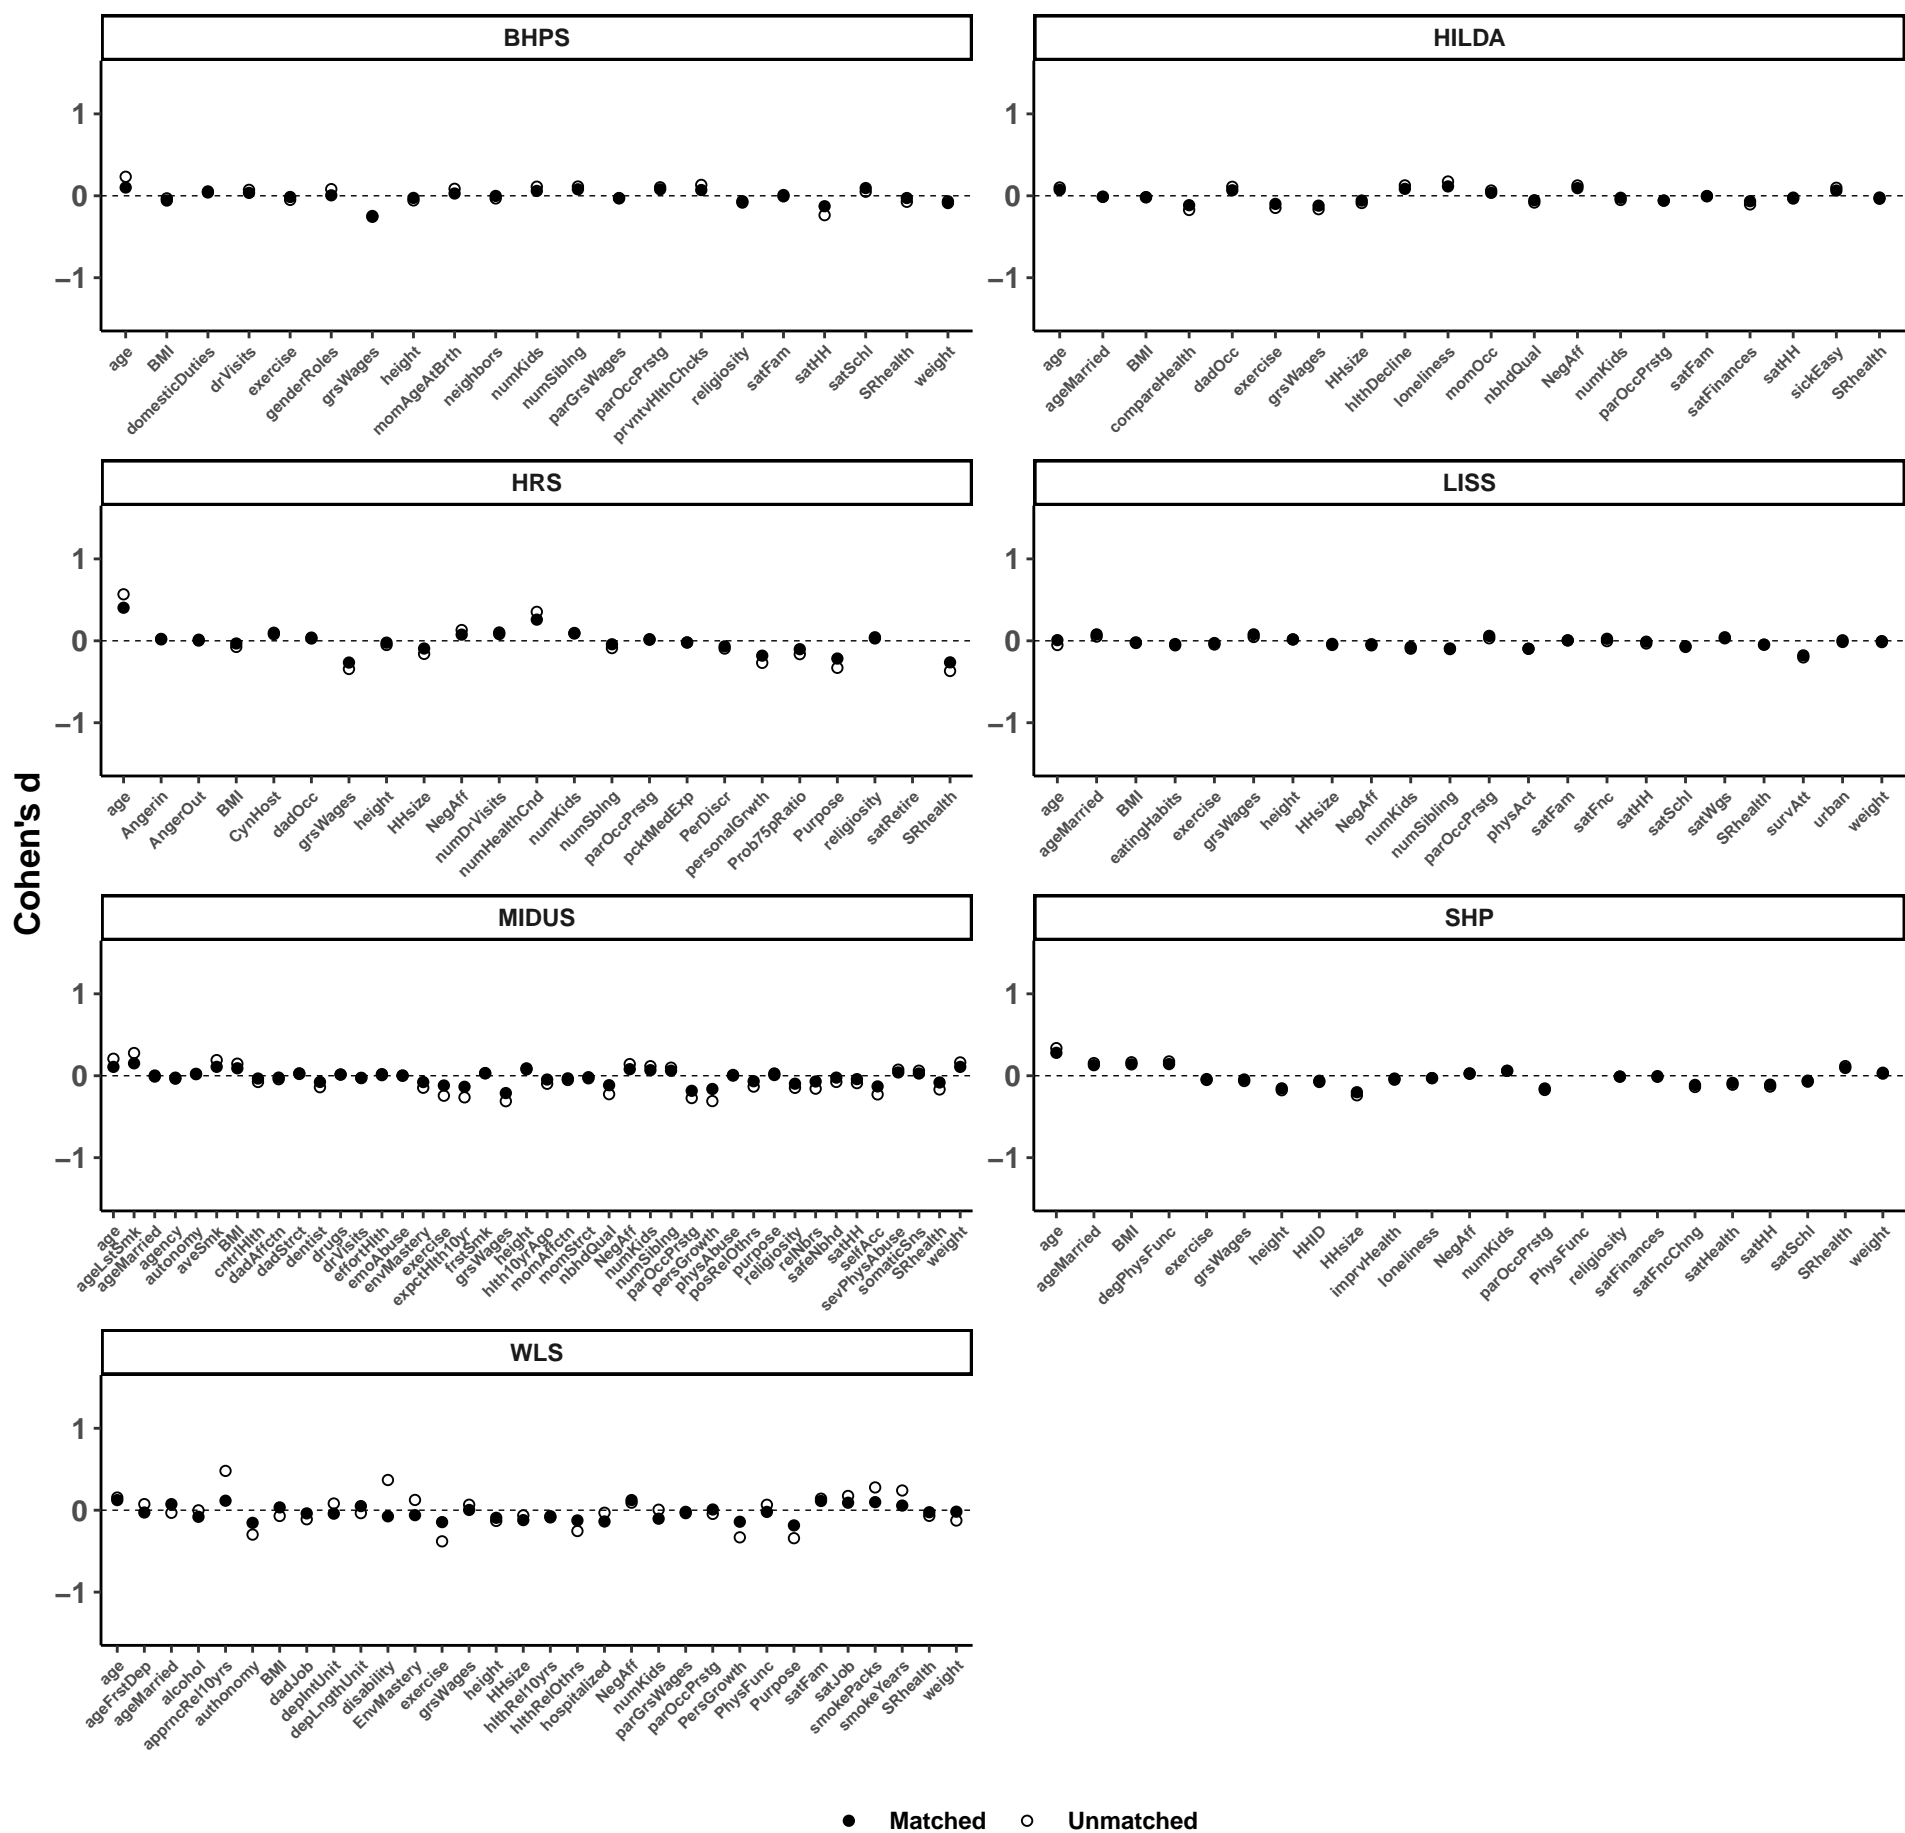 Cohen's d
BHPS
1
0
−1
age
BMI
domesticDuties
drVisits
exercise
genderRoles
grsWages
height
momAgeAtBrth
neighbors
numKids
numSiblng
parGrsWages
parOccPrstg
prvntvHlthChcks
religiosity
satFam
satHH
satSchl
SRhealth
weight
HILDA
1
0
−1
age
ageMarried
BMI
compareHealth
dadOcc
exercise
grsWages
HHsize
hlthDecline
loneliness
momOcc
nbhdQual
NegAff
numKids
parOccPrstg
satFam
satFinances
satHH
sickEasy
SRhealth
HRS
1
0
−1
age
Angerin
AngerOut
BMI
CynHost
dadOcc
grsWages
height
HHsize
NegAff
numDrVisits
numHealthCnd
numKids
numSblng
parOccPrstg
pcktMedExp
PerDiscr
personalGrwth
Prob75pRatio
Purpose
religiosity
satRetire
SRhealth
LISS
1
0
−1
age
ageMarried
BMI
eatingHabits
exercise
grsWages
height
HHsize
NegAff
numKids
numSibling
parOccPrstg
physAct
satFam
satFnc
satHH
satSchl
satWgs
SRhealth
survAtt
urban
weight
MIDUS
1
0
−1
age
ageLstSmk
ageMarried
agency
autonomy
aveSmk
BMI
cntrlHlth
dadAffctn
dadStrct
dentist
drugs
drVisits
effortHlth
emoAbuse
envMastery
exercise
expctHlth10yr
frstSmk
grsWages
height
hlth10yrAgo
momAffctn
momStrct
nbhdQual
NegAff
numKids
numSiblng
parOccPrstg
persGrowth
physAbuse
posRelOthrs
purpose
religiosity
relNbrs
safeNbhd
satHH
selfAcc
sevPhysAbuse
somaticSns
SRhealth
weight
SHP
1
0
−1
age
ageMarried
BMI
degPhysFunc
exercise
grsWages
height
HHID
HHsize
imprvHealth
loneliness
NegAff
numKids
parOccPrstg
PhysFunc
religiosity
satFinances
satFncChng
satHealth
satHH
satSchl
SRhealth
weight
WLS
1
0
−1
age
ageFrstDep
ageMarried
alcohol
apprncRel10yrs
authonomy
BMI
dadJob
depIntUnit
depLngthUnit
disability
EnvMastery
exercise
grsWages
height
HHsize
hlthRel10yrs
hlthRelOthrs
hospitalized
NegAff
numKids
parGrsWages
parOccPrstg
PersGrowth
PhysFunc
Purpose
satFam
satJob
smokePacks
smokeYears
SRhealth
weight
Matched
Unmatched